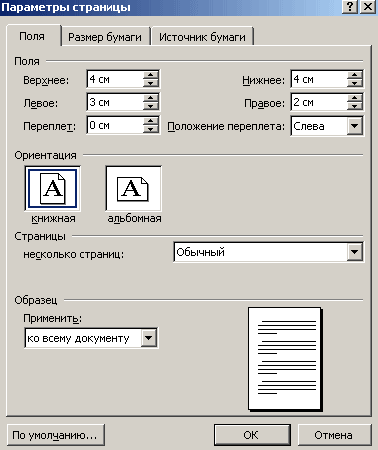 Параметры страницы
Поля Размер бумаги Источник бумаги
Поля
Верхнее: 4 см Нижнее: 4 см
Левое: 3 см Правое: 2 см
Переплет: 0 см Положение переплета: Слева
Ориентация
A A
книжная альбомная
Страницы
несколько страниц: Обычный
Образец
Применить:
ко всему документу
По умолчанию... ОК Отмена